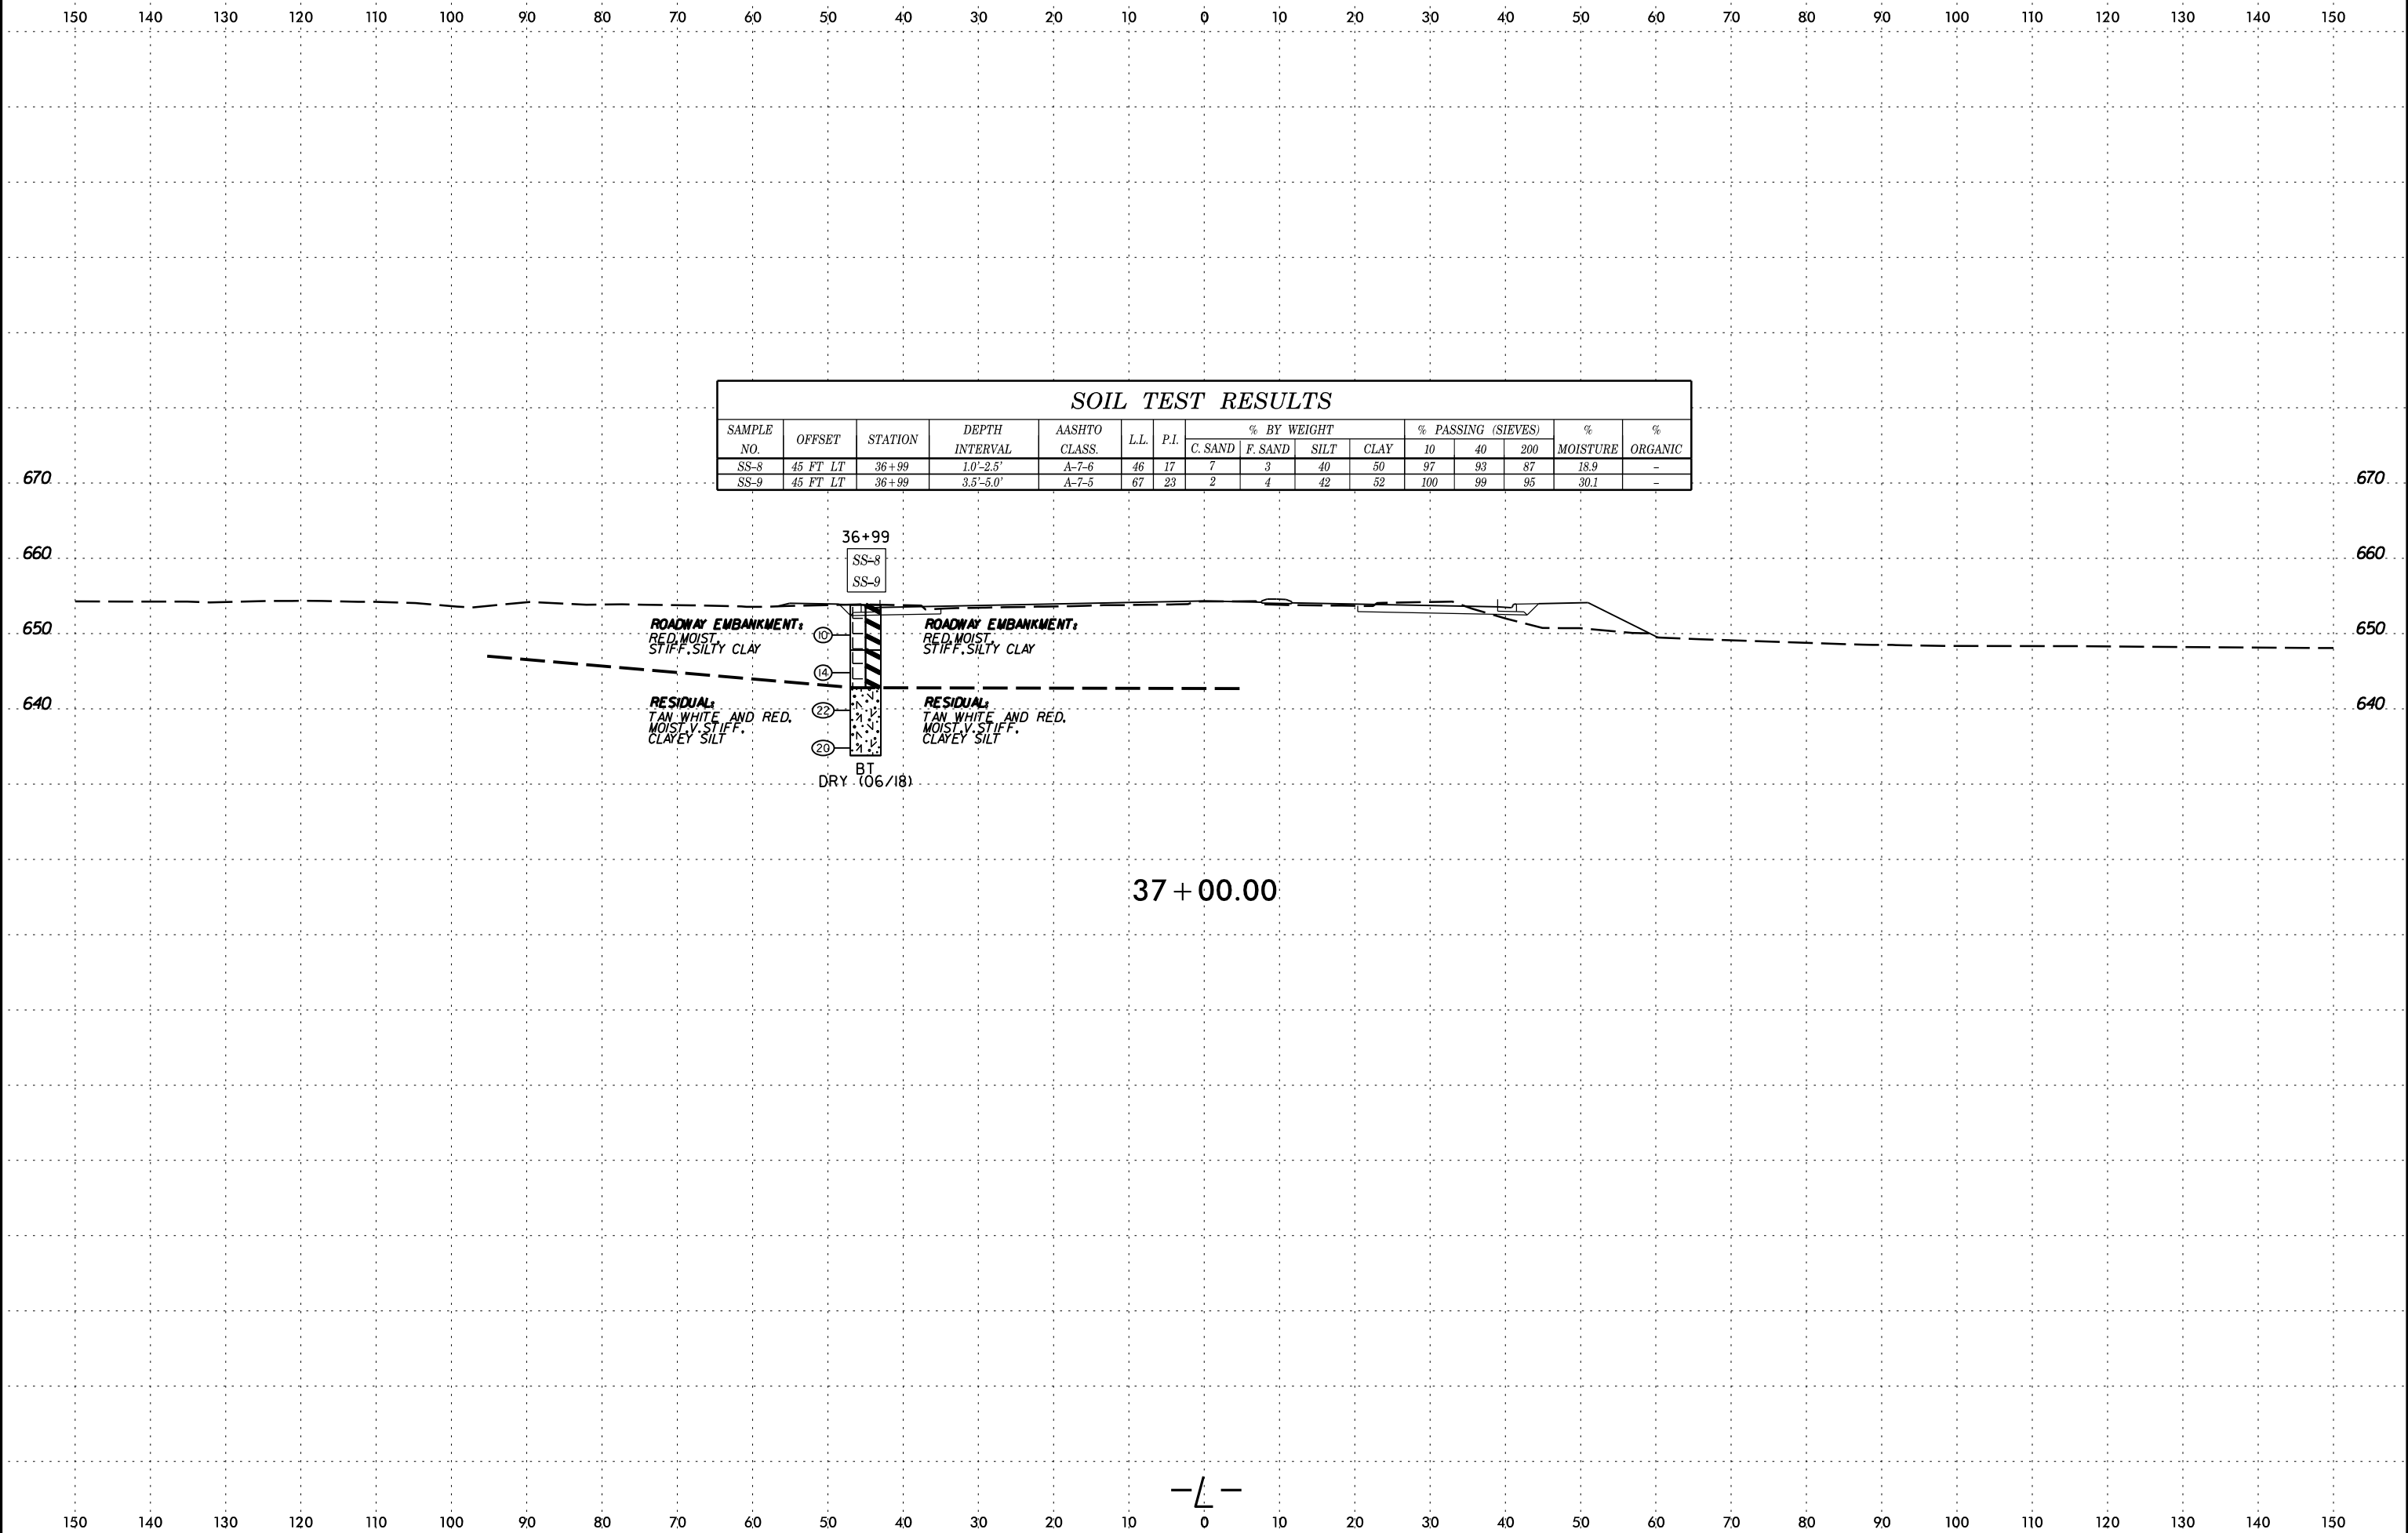 150 140 130 120 110 100 90 80 70 60 50 40 30 20 10 0 10 20 30 40 50 60 70 80 90 100 110 120 130 140 150
SOIL TEST RESULTS
SAMPLE NO. OFFSET STATION DEPTH INTERVAL AASHTO CLASS. L.L. P.I. % BY WEIGHT % PASSING (SIEVES) % MOISTURE % ORGANIC
C. SAND F. SAND SILT CLAY 10 40 200
SS-8 45 FT LT 36+99 1.0'-2.5' A-7-6 46 17 7 3 40 50 97 93 87 18.9 -
SS-9 45 FT LT 36+99 3.5'-5.0' A-7-5 67 23 2 4 42 52 100 99 95 30.1 -
670 670
36+99
660 660
SS-8
SS-9
650 650
ROADWAY EMBANKMENT:
RED, MOIST,
STIFF, SILTY CLAY
10
14
ROADWAY EMBANKMENT:
RED, MOIST,
STIFF, SILTY CLAY
640 640
RESIDUAL:
TAN WHITE AND RED,
MOIST, V. STIFF,
CLAYEY SILT
22
20
RESIDUAL:
TAN WHITE AND RED,
MOIST, V. STIFF,
CLAYEY SILT
BT
DRY (06/18)
37+00.00
-L-
150 140 130 120 110 100 90 80 70 60 50 40 30 20 10 0 10 20 30 40 50 60 70 80 90 100 110 120 130 140 150